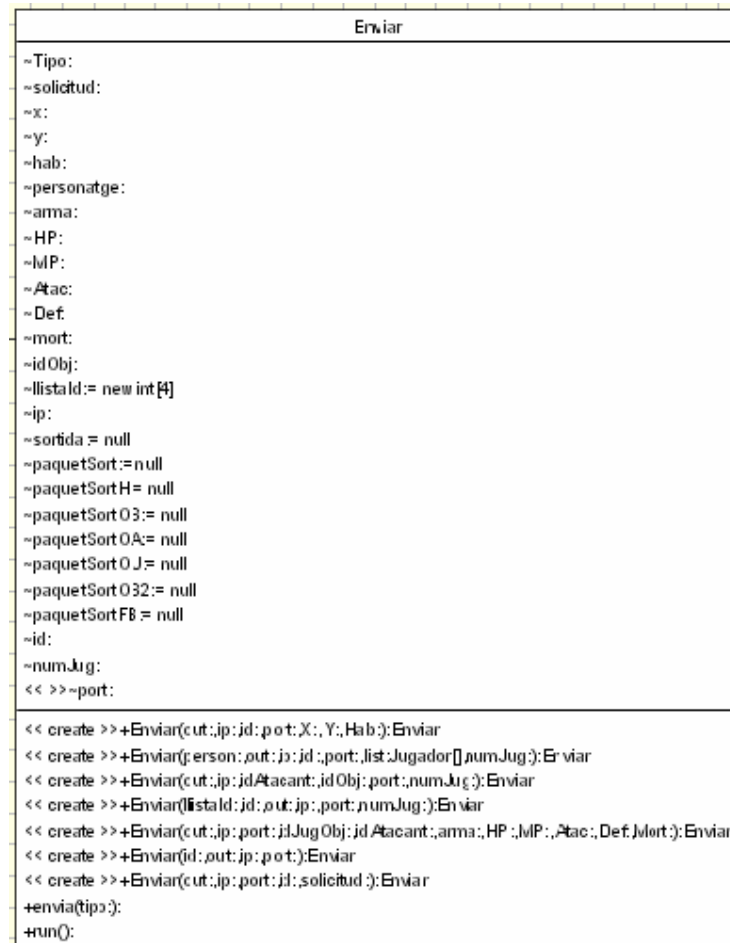 Enviar
~Tipo:
~solicitud:
~x:
~y:
~hab:
~personatge:
~arma:
~HP:
~MP:
~Atac:
~Def:
~mort:
~idObj:
~llistaId:= new int[4]
~ip:
~sortida := null
~paquetSort:= null
~paquetSortH= null
~paquetSortOB:= null
~paquetSortOA:= null
~paquetSortOJ:= null
~paquetSortOB2:= null
~paquetSortFB:= null
~id:
~numJug:
<< >>~port:
<< create >>+Enviar(out:,ip:,id:,port:,X:,Y:,Hab:):Enviar
<< create >>+Enviar(person:,out:,ip:,id:,port:,list:Jugador[],numJug:):Enviar
<< create >>+Enviar(out:,ip:,idAtacant:,idObj:,port:,numJug:):Enviar
<< create >>+Enviar(llistaId:,id:,out:,ip:,port:,numJug:):Enviar
<< create >>+Enviar(out:,ip:,port:,idJugObj:,idAtacant:,arma:,HP:,MP:,Atac:,Def:,Mort:):Enviar
<< create >>+Enviar(id:,out:,ip:,port:):Enviar
<< create >>+Enviar(out:,ip:,port:,id:,solicitud:):Enviar
+envia(tipo:):
+run():